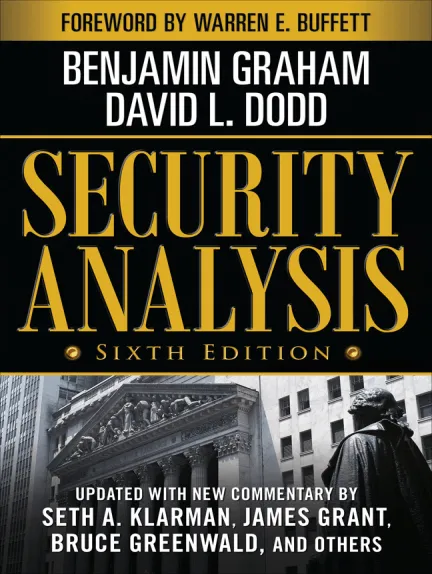 FOREWORD BY WARREN E. BUFFETT
BENJAMIN GRAHAM
DAVID L. DODD
SECURITY
ANALYSIS
SIXTH EDITION
UPDATED WITH NEW COMMENTARY BY
SETH A. KLARMAN, JAMES GRANT,
BRUCE GREENWALD, AND OTHERS